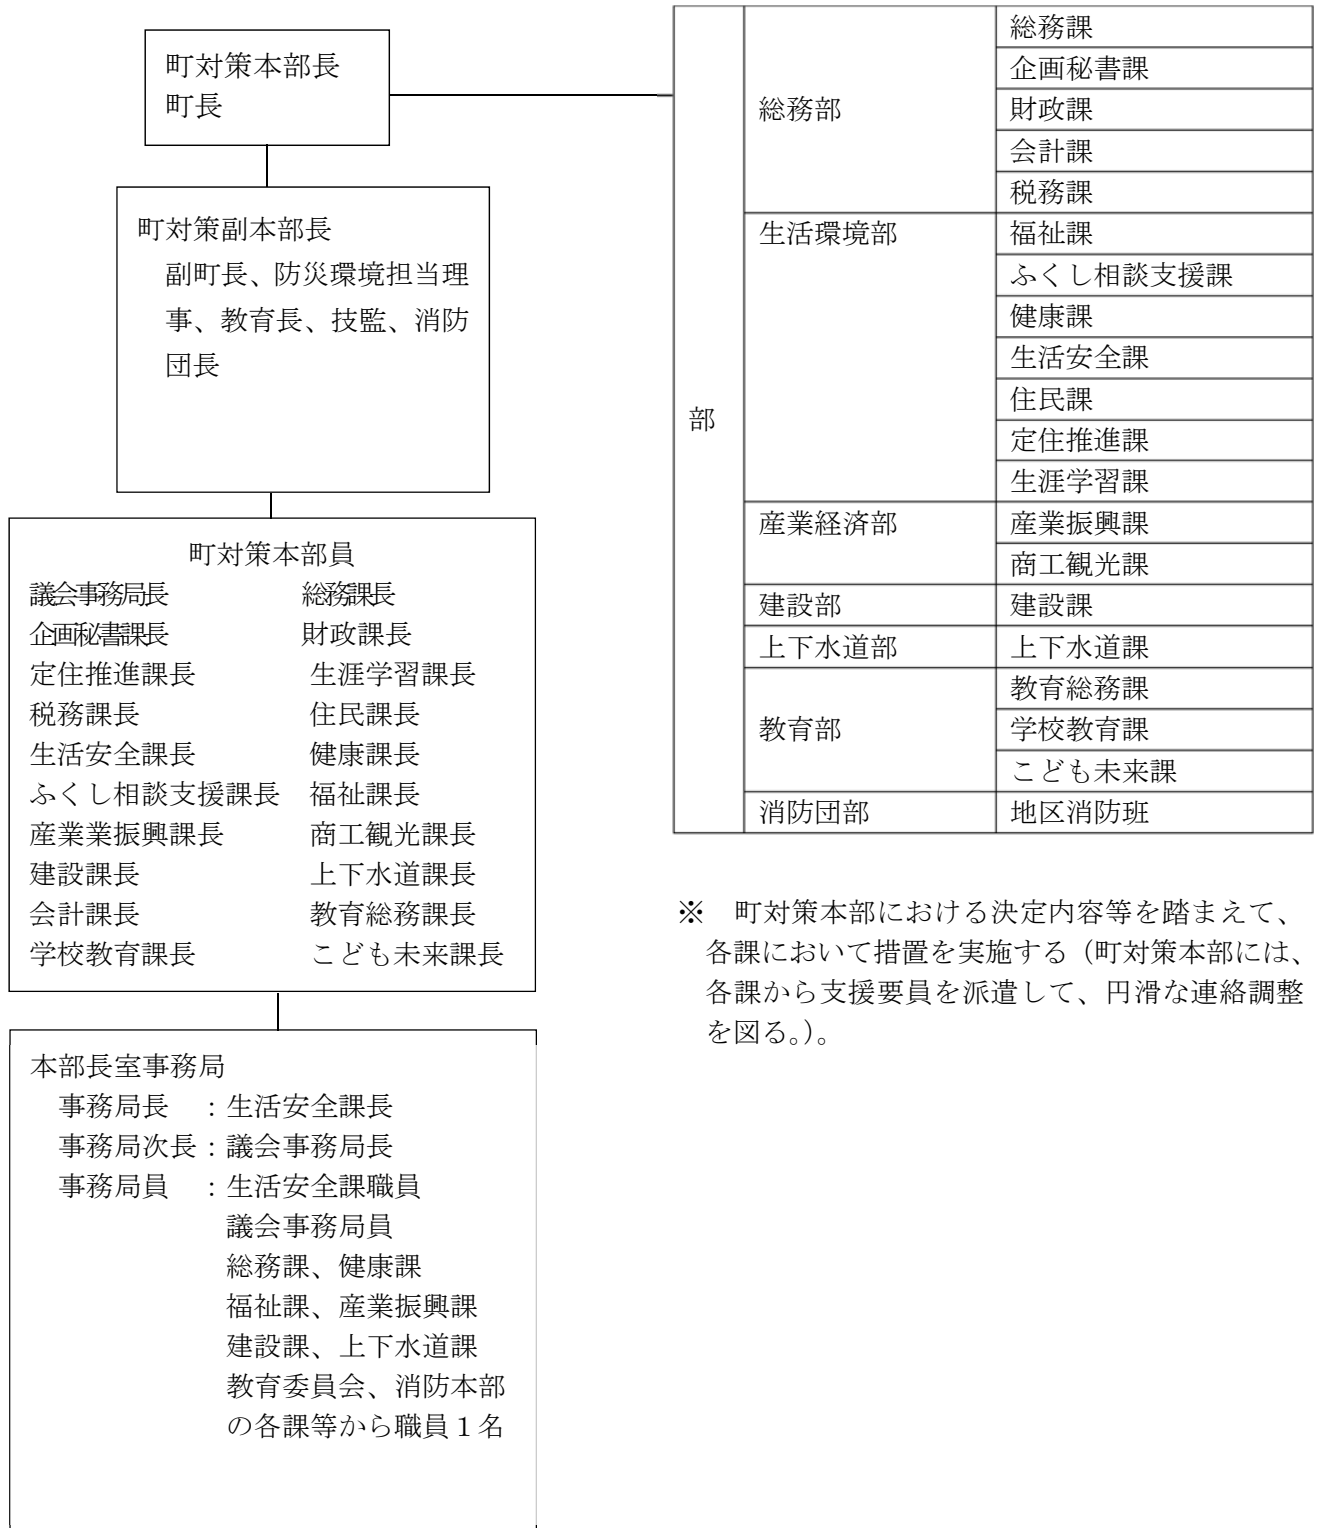 町対策本部長
町長
町対策副本部長
副町長、防災環境担当理
事、教育長、技監、消防
団長
町対策本部員
議会事務局長 総務課長
企画秘書課長 財政課長
定住推進課長 生涯学習課長
税務課長 住民課長
生活安全課長 健康課長
ふくし相談支援課長 福祉課長
産業業振興課長 商工観光課長
建設課長 上下水道課長
会計課長 教育総務課長
学校教育課長 こども未来課長
本部長室事務局
事務局長 :生活安全課長
事務局次長:議会事務局長
事務局員 :生活安全課職員
議会事務局員
総務課、健康課
福祉課、産業振興課
建設課、上下水道課
教育委員会、消防本部
の各課等から職員1名
部
総務部
総務課
企画秘書課
財政課
会計課
税務課
生活環境部 福祉課
ふくし相談支援課
健康課
生活安全課
住民課
定住推進課
生涯学習課
産業経済部 産業振興課
商工観光課
建設部 建設課
上下水道部 上下水道課
教育部
教育総務課
学校教育課
こども未来課
消防団部 地区消防班
※ 町対策本部における決定内容等を踏まえて、
各課において措置を実施する(町対策本部には、
各課から支援要員を派遣して、円滑な連絡調整
を図る。)。